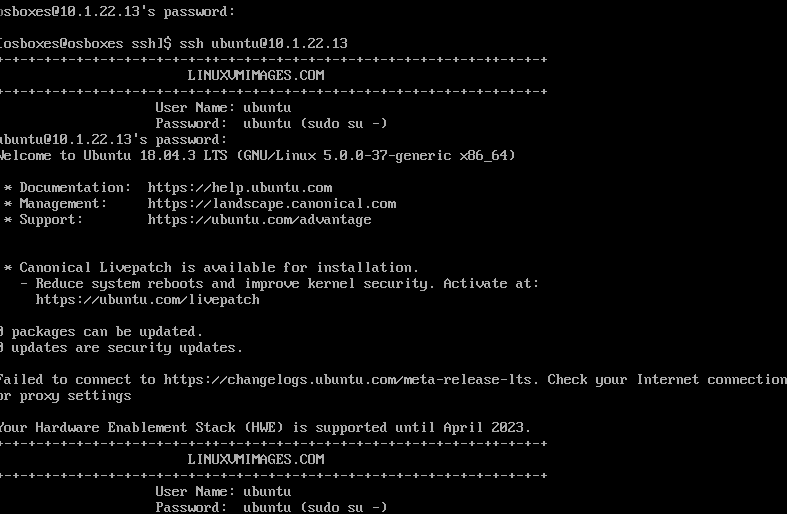 osboxes@10.1.22.13's password:
[osboxes@osboxes ssh]$ ssh ubuntu@10.1.22.13
+-+-+-+-+-+-+-+-+-+-+-+-+-+-+-+-+-+-+-+-+-+-+-+-+-+-+-+-+-+-+-+-+-+-+
LINUXVMIMAGES.COM
+-+-+-+-+-+-+-+-+-+-+-+-+-+-+-+-+-+-+-+-+-+-+-+-+-+-+-+-+-+-+-+-+-+-+
User Name: ubuntu
Password:  ubuntu (sudo su -)
ubuntu@10.1.22.13's password:
Welcome to Ubuntu 18.04.3 LTS (GNU/Linux 5.0.0-37-generic x86_64)
* Documentation:  https://help.ubuntu.com
* Management:     https://landscape.canonical.com
* Support:        https://ubuntu.com/advantage
* Canonical Livepatch is available for installation.
- Reduce system reboots and improve kernel security. Activate at:
https://ubuntu.com/livepatch
0 packages can be updated.
0 updates are security updates.
Failed to connect to https://changelogs.ubuntu.com/meta-release-lts. Check your Internet connection
or proxy settings
Your Hardware Enablement Stack (HWE) is supported until April 2023.
+-+-+-+-+-+-+-+-+-+-+-+-+-+-+-+-+-+-+-+-+-+-+-+-+-+-+-+-+-+-+-+-+-+-+
LINUXVMIMAGES.COM
+-+-+-+-+-+-+-+-+-+-+-+-+-+-+-+-+-+-+-+-+-+-+-+-+-+-+-+-+-+-+-+-+-+-+
User Name: ubuntu
Password:  ubuntu (sudo su -)